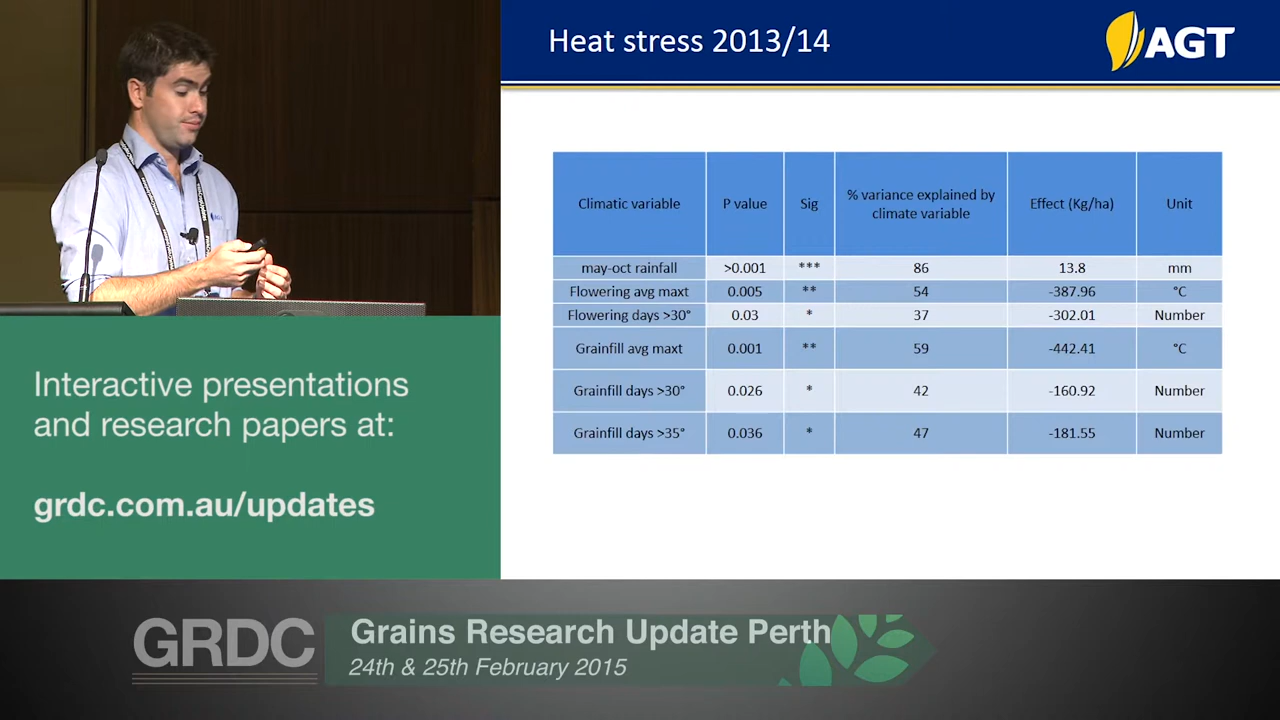 Heat stress 2013/14
AGT
Climatic variable P value Sig % variance explained by climate variable Effect (Kg/ha) Unit
may-oct rainfall >0.001 *** 86 13.8 mm
Flowering avg maxt 0.005 ** 54 -387.96 °C
Flowering days >30° 0.03 * 37 -302.01 Number
Grainfill avg maxt 0.001 ** 59 -442.41 °C
Grainfill days >30° 0.026 * 42 -160.92 Number
Grainfill days >35° 0.036 * 47 -181.55 Number
Interactive presentations
and research papers at:
grdc.com.au/updates
GRDC
Grains Research Update Perth
24th & 25th February 2015